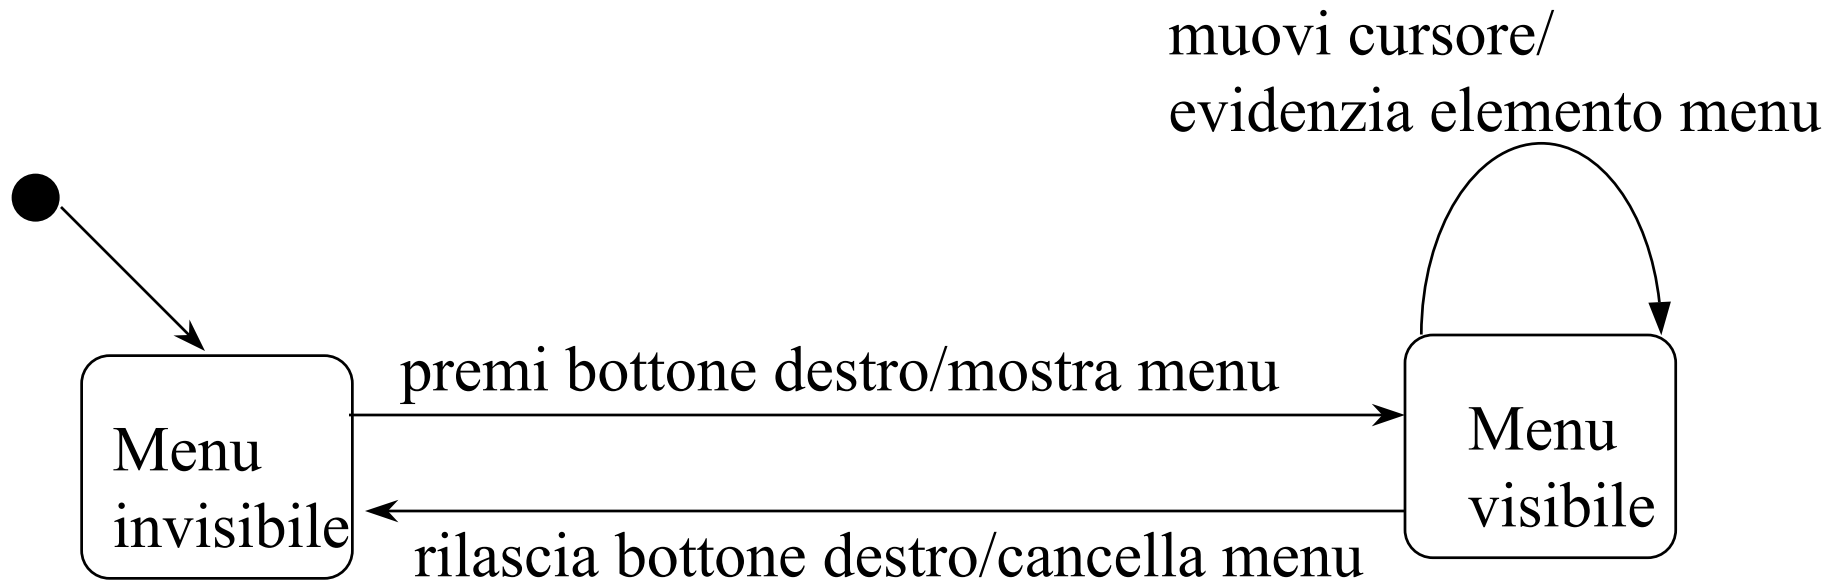 muovi cursore/
evidenzia elemento menu
premi bottone destro/mostra menu
Menu
invisibile
Menu
visibile
rilascia bottone destro/cancella menu